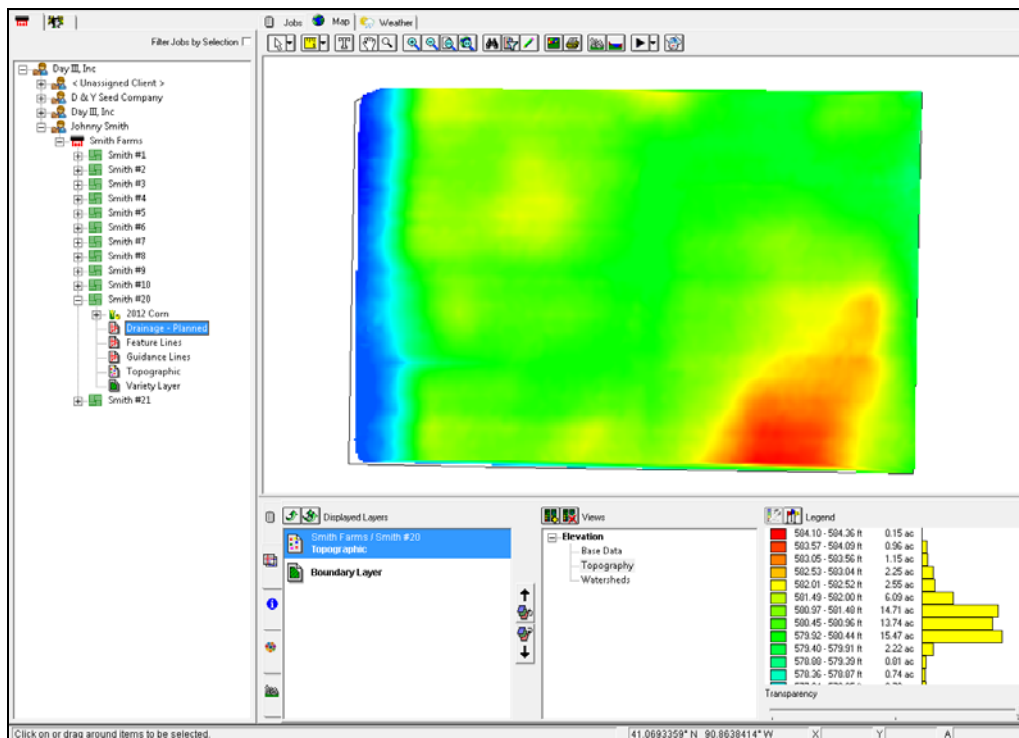 Jobs Map Weather
Filter Jobs by Selection
Day III, Inc
< Unassigned Client >
D & Y Seed Company
Day III, Inc
Johnny Smith
Smith Farms
Smith #1
Smith #2
Smith #3
Smith #4
Smith #5
Smith #6
Smith #7
Smith #8
Smith #9
Smith #10
Smith #20
2012 Corn
Drainage - Planned
Feature Lines
Guidance Lines
Topographic
Variety Layer
Smith #21
Displayed Layers
Smith Farms / Smith #20
Topographic
Boundary Layer
Views
Elevation
Base Data
Topography
Watersheds
Legend
584.10 - 584.36 ft 0.15 ac
583.57 - 584.09 ft 0.96 ac
583.05 - 583.56 ft 1.15 ac
582.53 - 583.04 ft 2.25 ac
582.01 - 582.52 ft 2.55 ac
581.49 - 582.00 ft 6.09 ac
580.97 - 581.48 ft 14.71 ac
580.45 - 580.96 ft 13.74 ac
579.92 - 580.44 ft 15.47 ac
579.40 - 579.91 ft 2.22 ac
578.88 - 579.39 ft 0.81 ac
578.36 - 578.87 ft 0.74 ac
Transparency
Click on or drag around items to be selected.
41.0693359° N 90.8638414° W X Y A